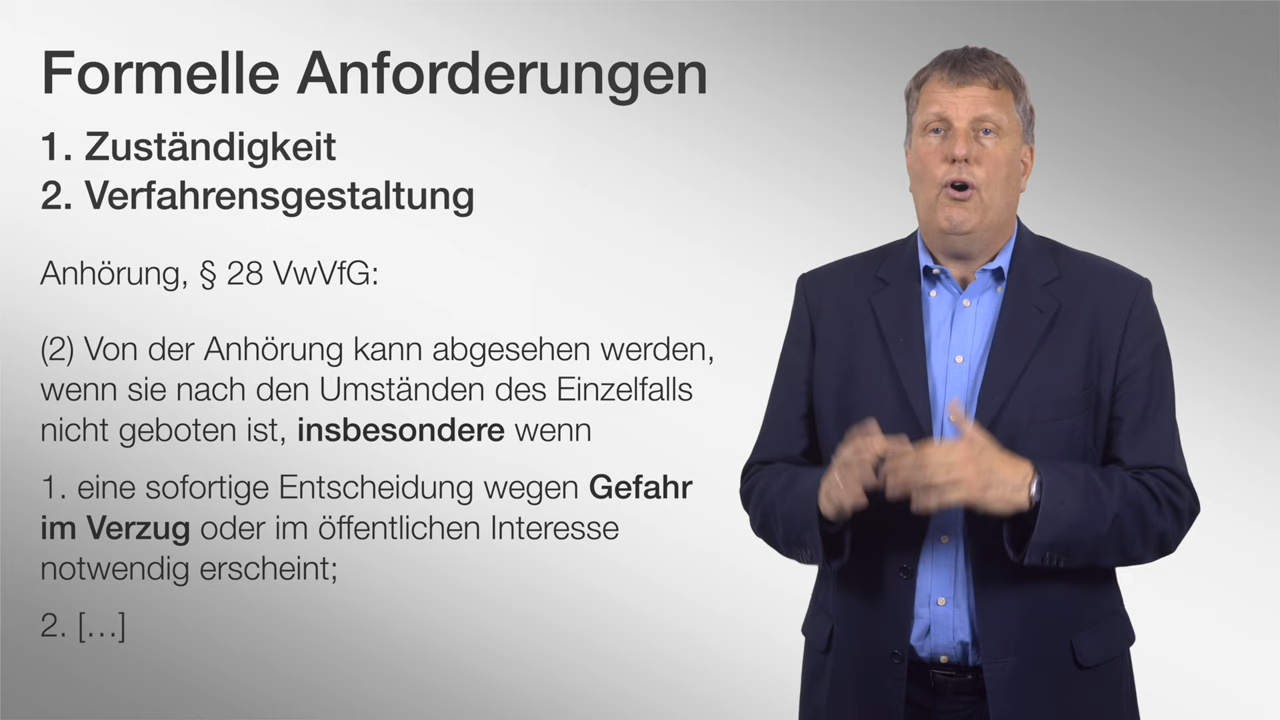 Formelle Anforderungen
1. Zuständigkeit
2. Verfahrensgestaltung
Anhörung, § 28 VwVfG:
(2) Von der Anhörung kann abgesehen werden,
wenn sie nach den Umständen des Einzelfalls
nicht geboten ist, insbesondere wenn
1. eine sofortige Entscheidung wegen Gefahr
im Verzug oder im öffentlichen Interesse
notwendig erscheint;
2. […]